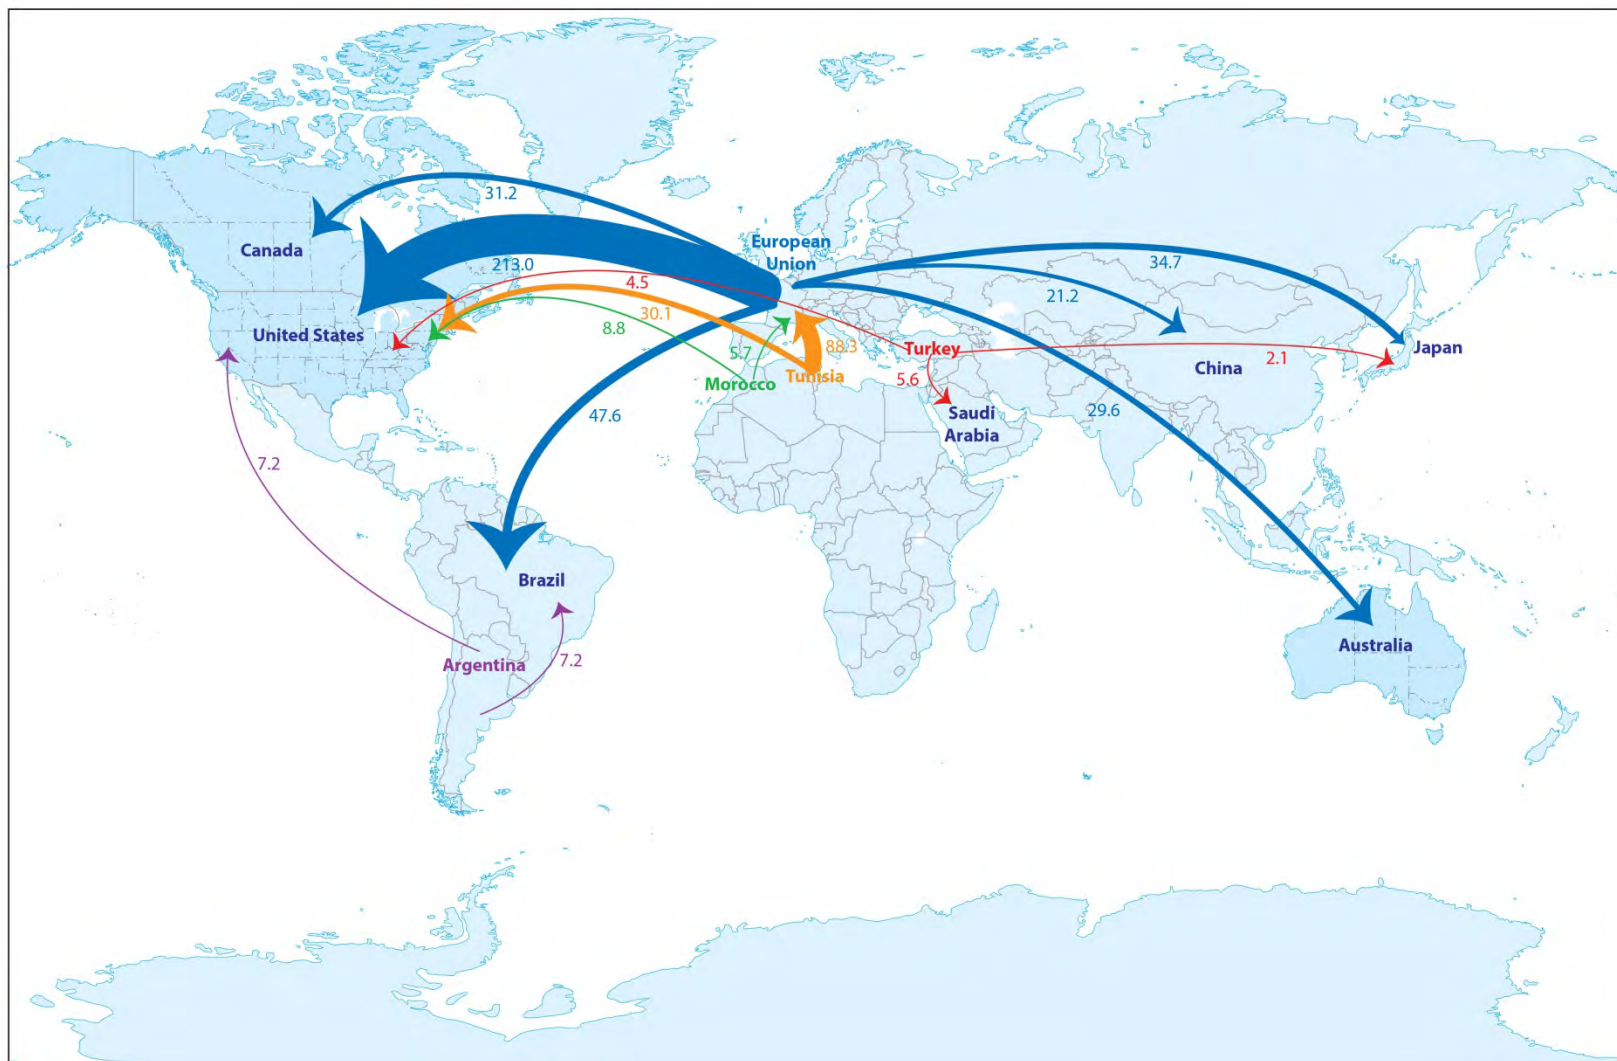 31.2
European
Union
Canada
213.0
4.5
34.7
21.2
30.1
8.8
United States
88.3
Turkey
Japan
5.7
2.1
China
Tunisia
Morocco
5.6
Saudi
Arabia
47.6
29.6
7.2
Brazil
Australia
Argentina
7.2